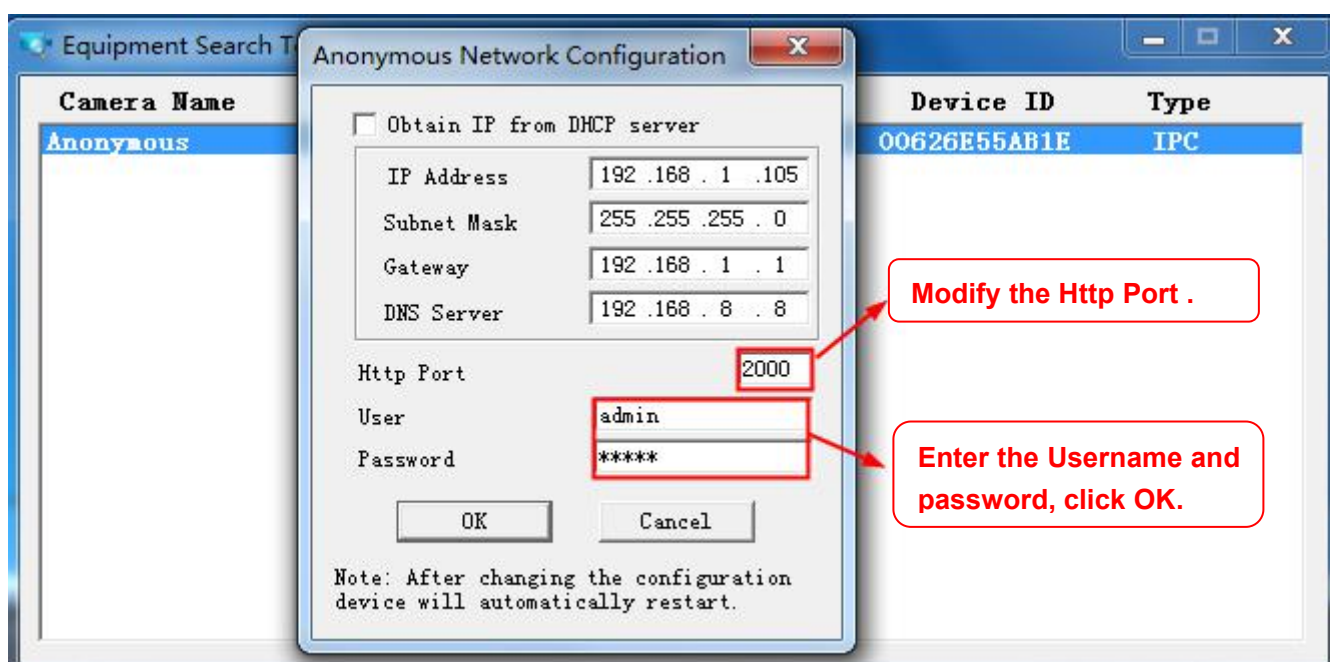 Equipment Search T
Anonymous Network Configuration
Camera Name Device ID Type
Anonymous 00626E55AB1E IPC
Obtain IP from DHCP server
IP Address 192 .168 . 1 .105
Subnet Mask 255 .255 .255 . 0
Gateway 192 .168 . 1 . 1
DNS Server 192 .168 . 8 . 8
Modify the Http Port .
Http Port 2000
User admin
Password *****
Enter the Username and
password, click OK.
OK Cancel
Note: After changing the configuration
device will automatically restart.